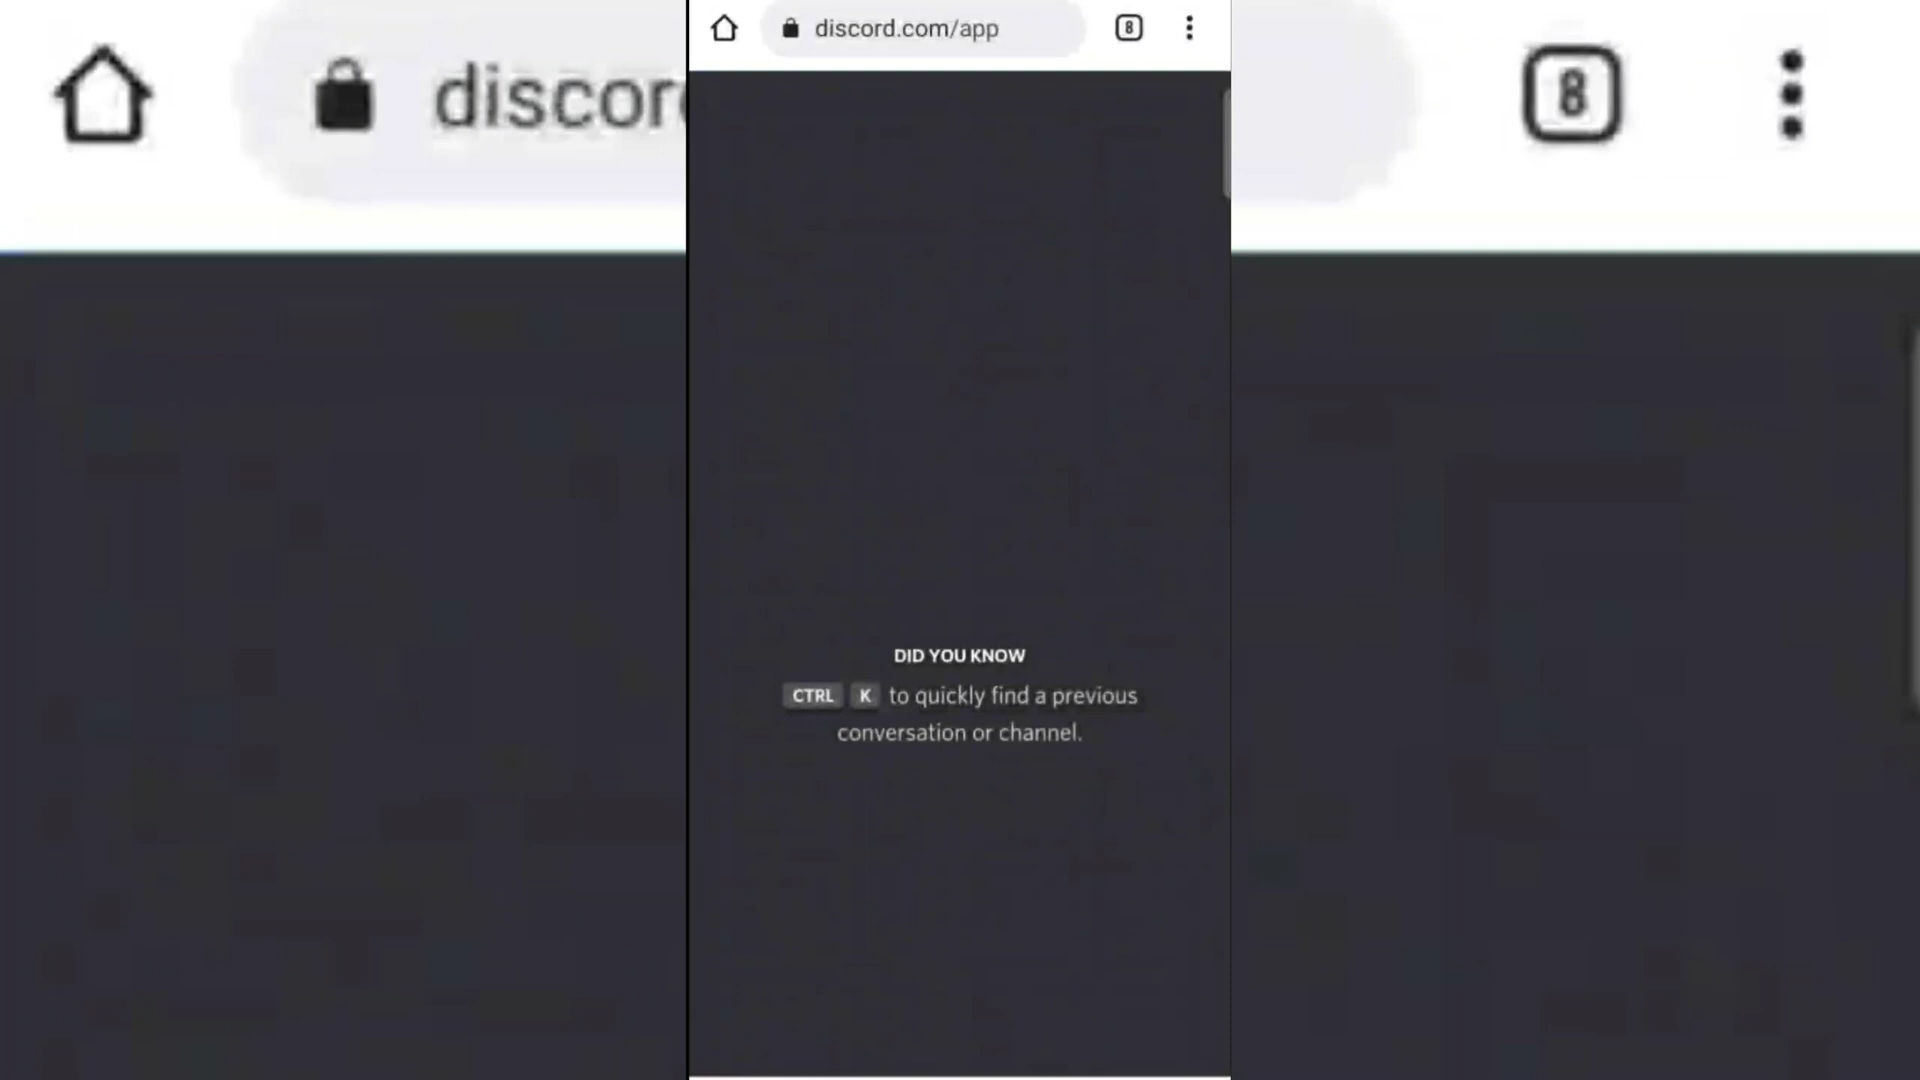 discord.com/app
8
discor
8
DID YOU KNOW
CTRL K to quickly find a previous
conversation or channel.